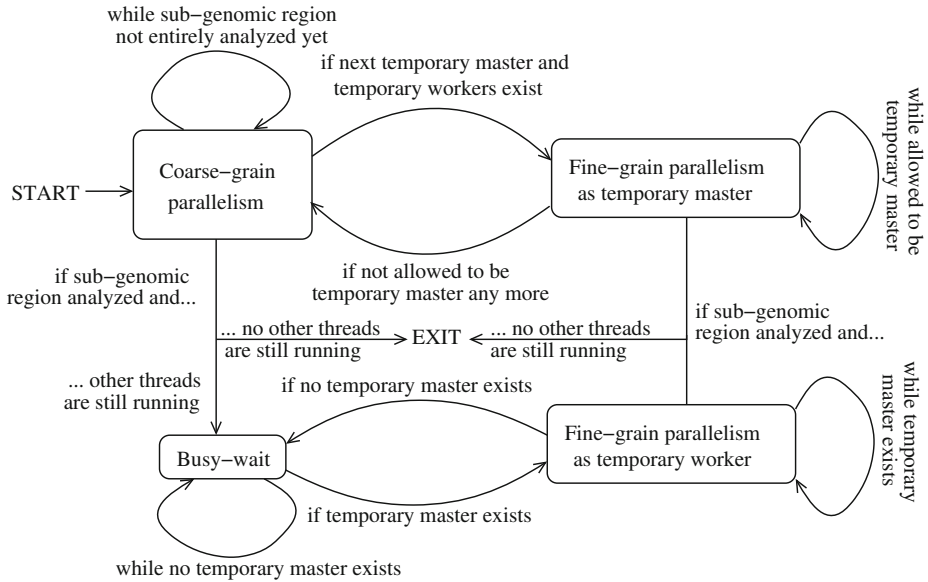 while sub−genomic region
not entirely analyzed yet
if next temporary master and
temporary workers exist
while allowed to be
temporary master
START
Coarse−grain
parallelism
Fine−grain parallelism
as temporary master
if not allowed to be
temporary master any more
if sub−genomic
region analyzed and...
if sub−genomic
region analyzed and...
... no other threads
are still running
EXIT
... no other threads
are still running
... other threads
are still running
if no temporary master exists
while temporary
master exists
Busy−wait
Fine−grain parallelism
as temporary worker
if temporary master exists
while no temporary master exists